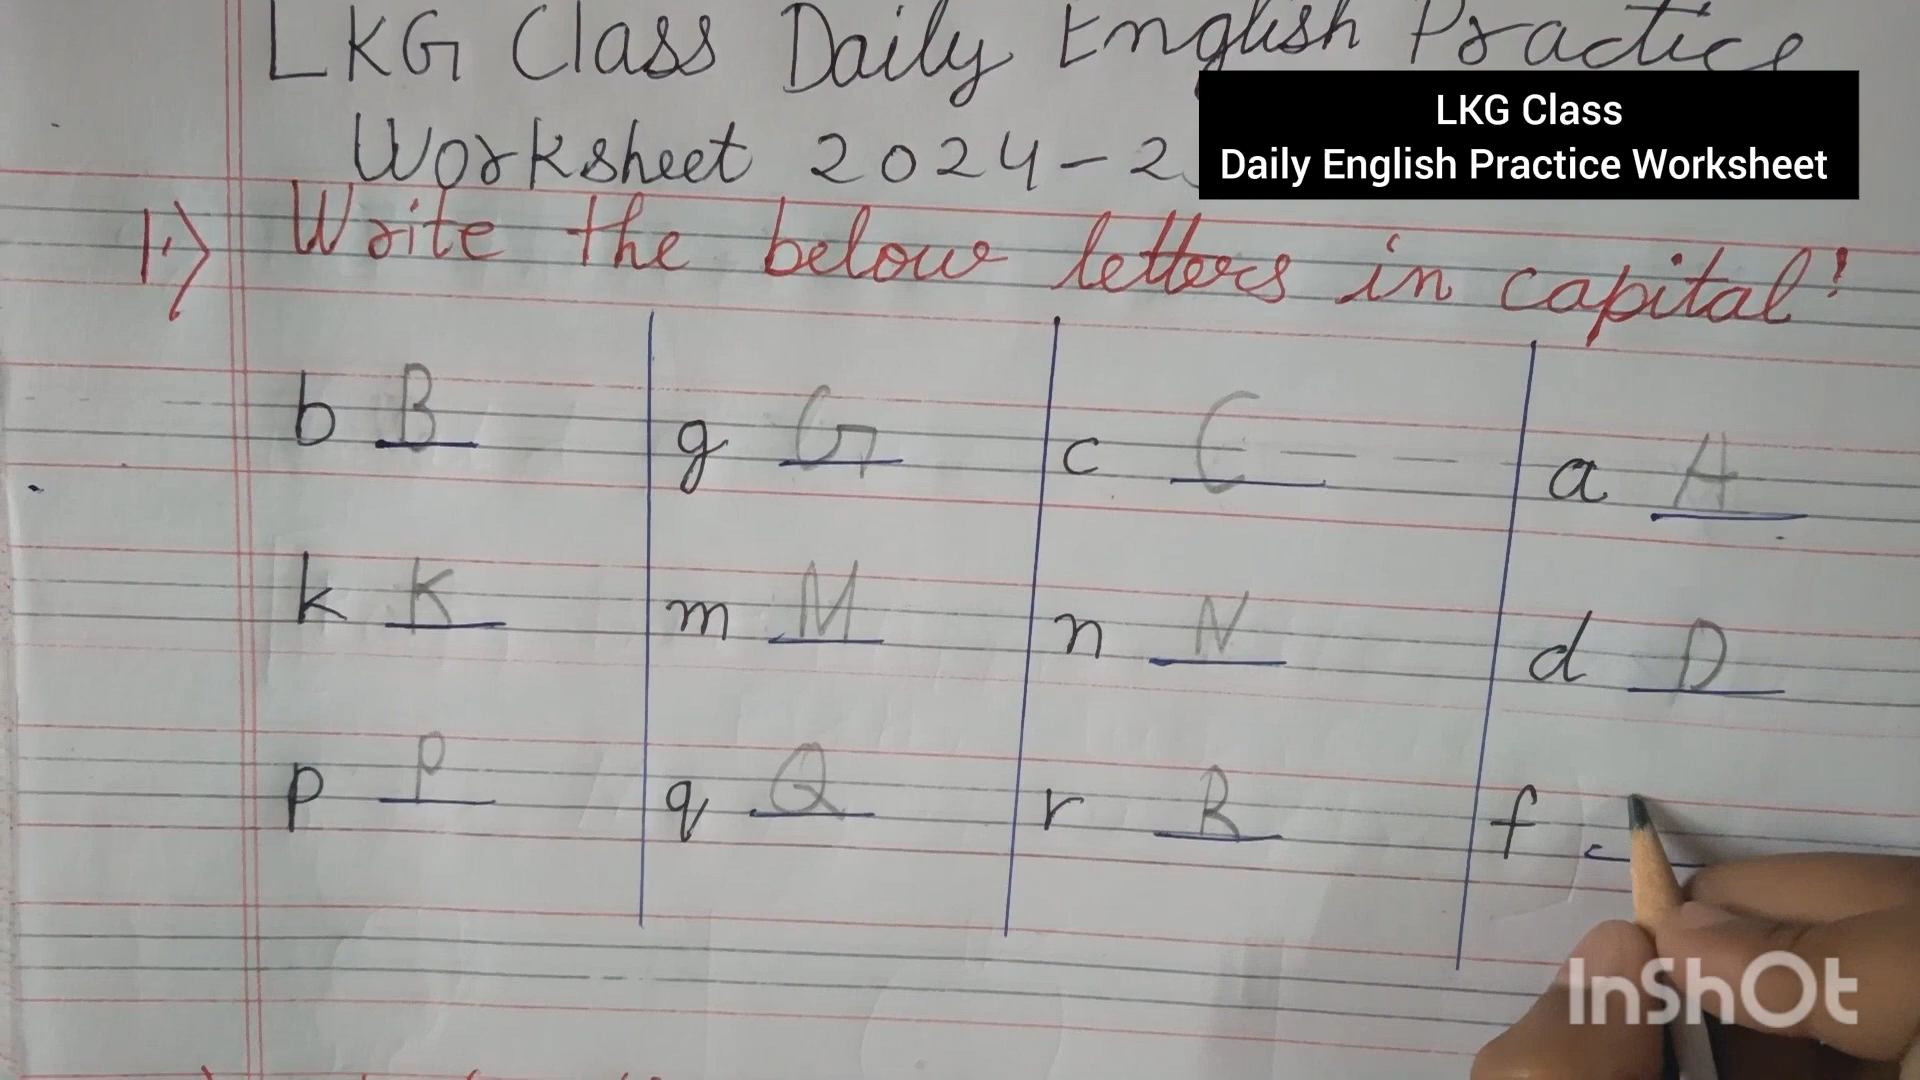 LKG Class Daily English Practice
LKG Class
Daily English Practice Worksheet
Worksheet 2024-2
1.) Write the below letters in capital!
b B g G c C a A
k K m M n N d D
p P q Q r R f
InShOt